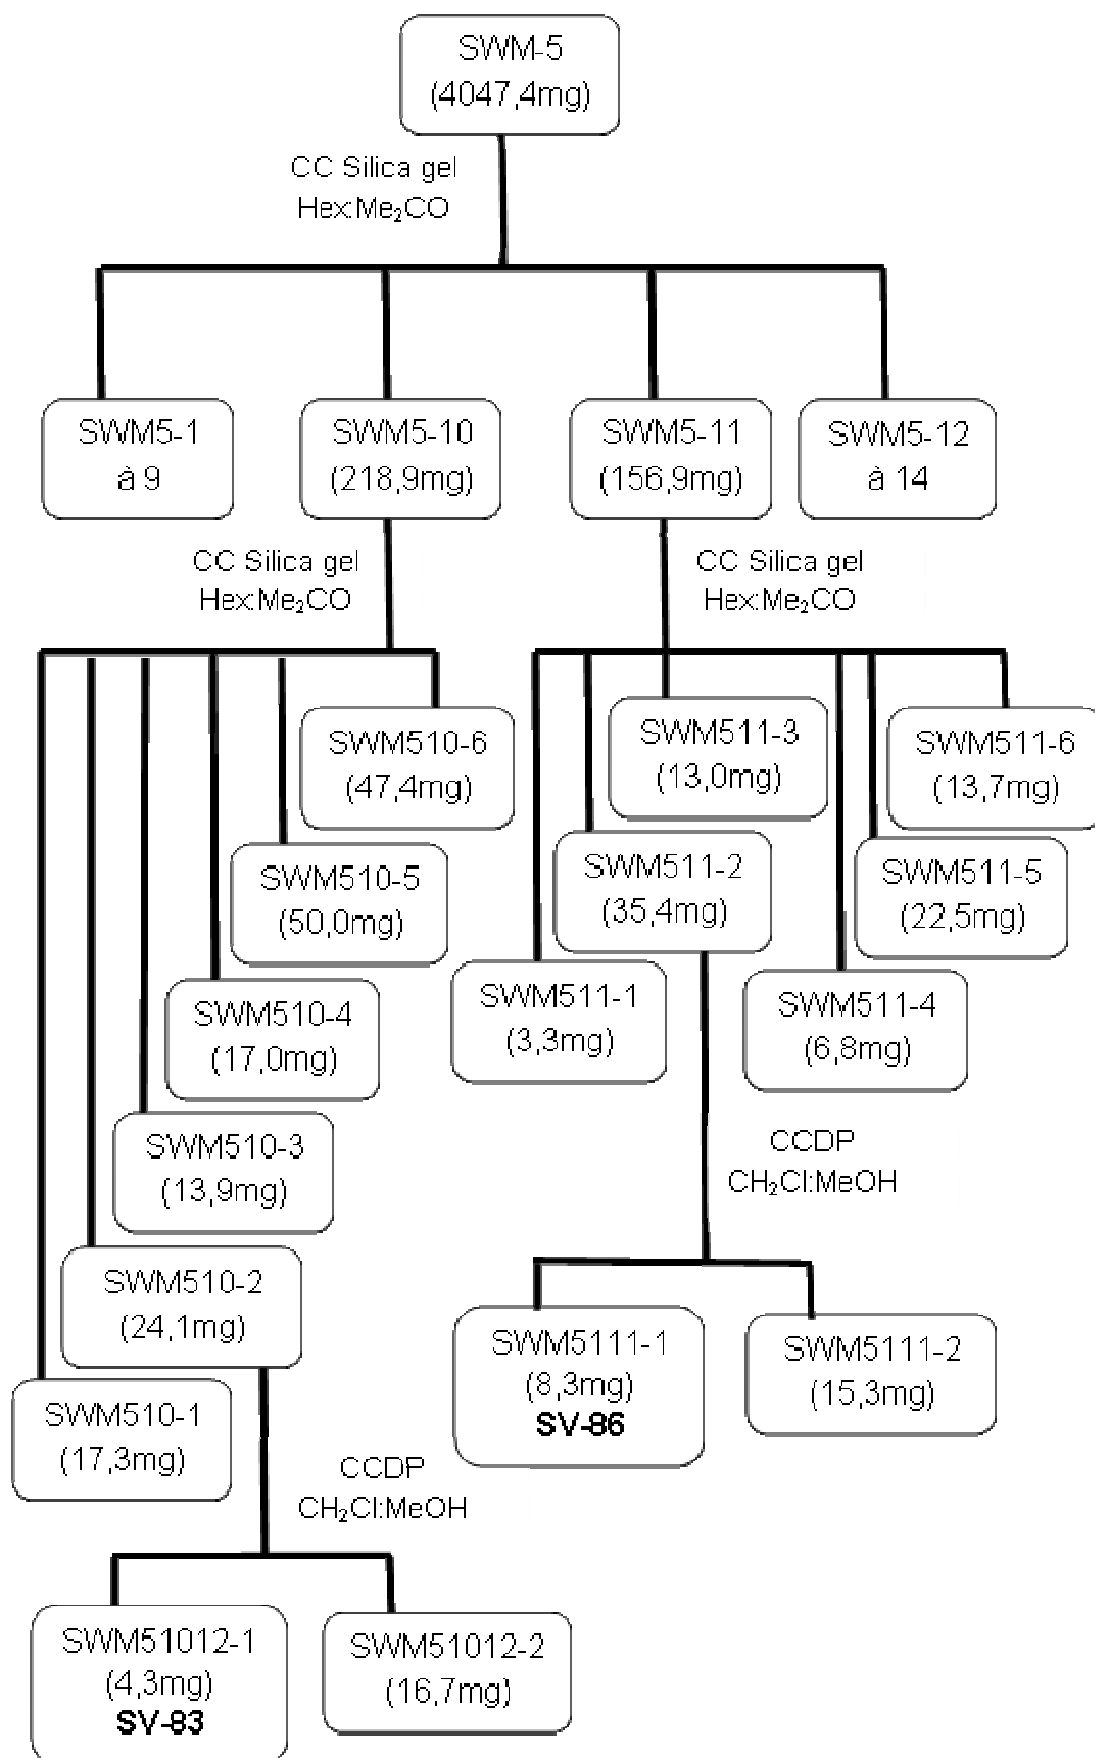 SWM-5
(4047,4mg)
CC Silica gel
Hex:Me₂CO
SWM5-1
à 9
SWM5-10
(218,9mg)
SWM5-11
(156,9mg)
SWM5-12
à 14
CC Silica gel
Hex:Me₂CO
CC Silica gel
Hex:Me₂CO
SWM510-6
(47,4mg)
SWM511-3
(13,0mg)
SWM511-6
(13,7mg)
SWM510-5
(50,0mg)
SWM511-2
(35,4mg)
SWM511-5
(22,5mg)
SWM510-4
(17,0mg)
SWM511-1
(3,3mg)
SWM511-4
(6,8mg)
SWM510-3
(13,9mg)
CCDP
CH₂Cl:MeOH
SWM510-2
(24,1mg)
SWM5111-1
(8,3mg)
SV-86
SWM5111-2
(15,3mg)
SWM510-1
(17,3mg)
CCDP
CH₂Cl:MeOH
SWM51012-1
(4,3mg)
SV-83
SWM51012-2
(16,7mg)